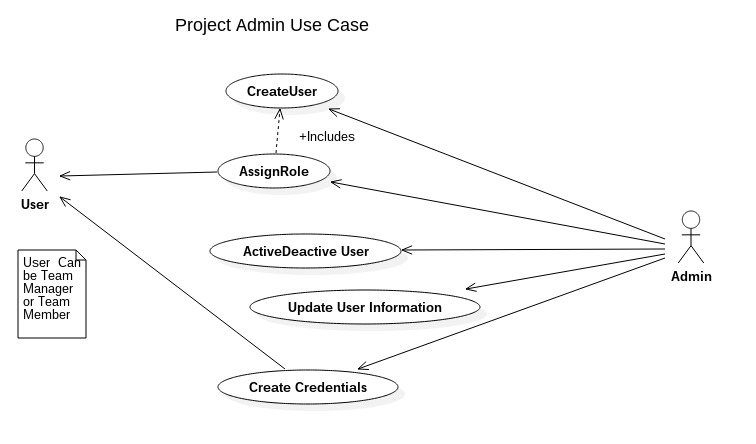 Project Admin Use Case
CreateUser
+Includes
AssignRole
User
Admin
ActiveDeactive User
User Can
be Team
Manager
or Team
Member
Update User Information
Create Credentials